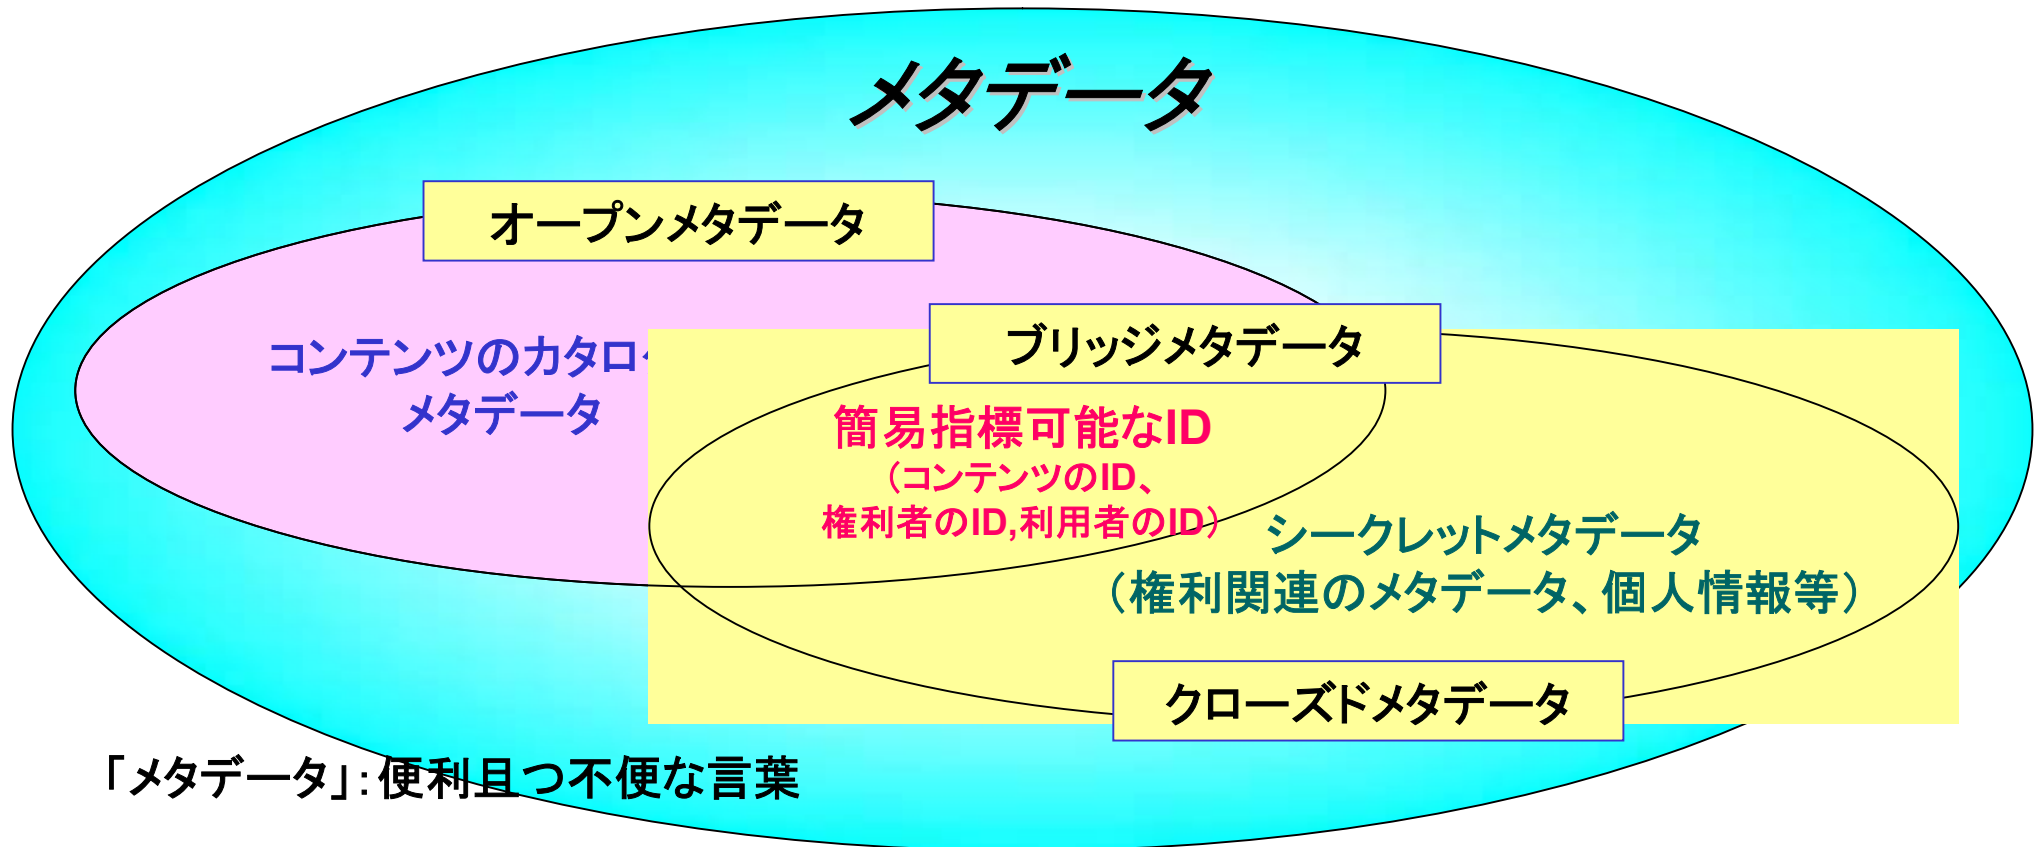 メタデータ
オープンメタデータ
ブリッジメタデータ
コンテンツのカタログ
メタデータ
簡易指標可能なID
（コンテンツのID、
権利者のID,利用者のID）
シークレットメタデータ
（権利関連のメタデータ、個人情報等）
クローズドメタデータ
「メタデータ」：便利且つ不便な言葉